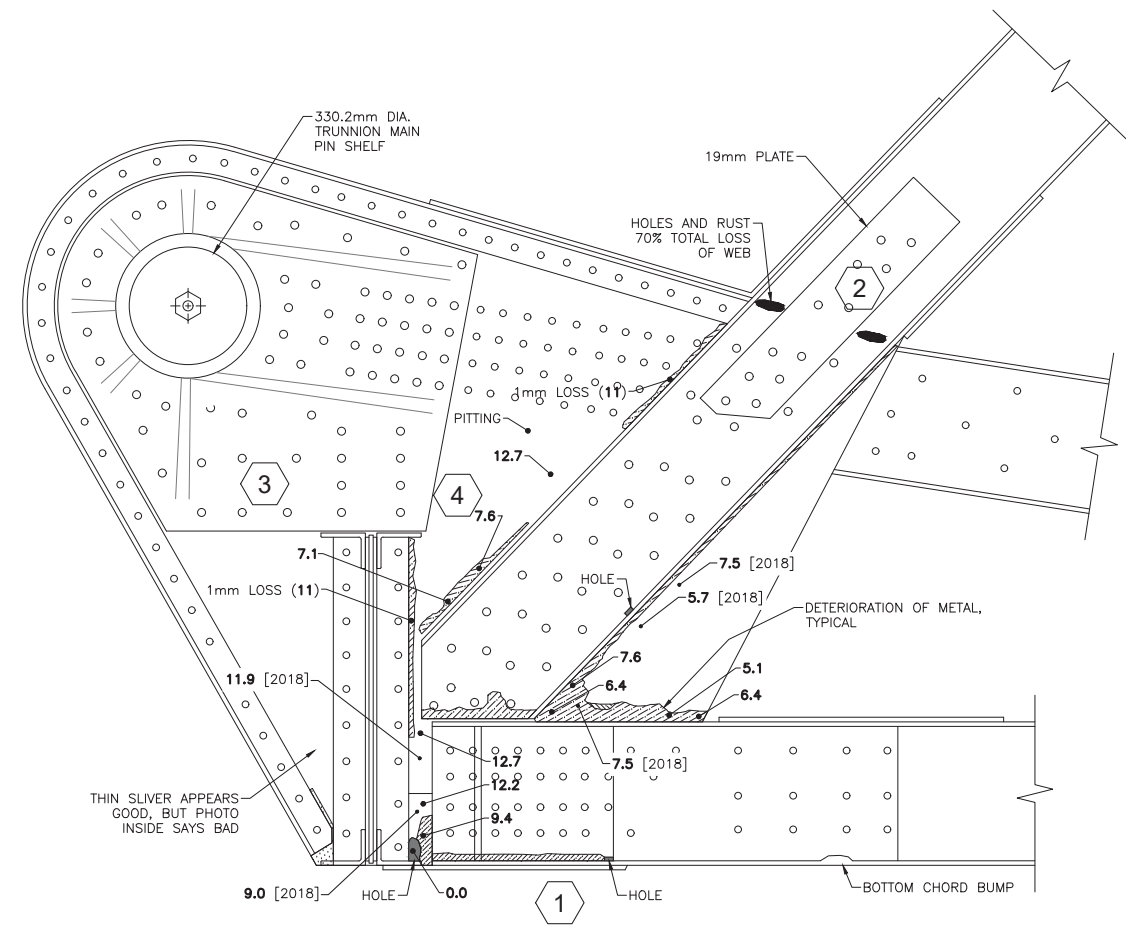 330.2mm DIA.
TRUNNION MAIN
PIN SHELF
19mm PLATE
HOLES AND RUST
70% TOTAL LOSS
OF WEB
2
1mm LOSS (11)
PITTING
12.7
3
4
7.6
7.1
1mm LOSS (11)
HOLE
7.5 [2018]
5.7 [2018]
DETERIORATION OF METAL,
TYPICAL
7.6
5.1
6.4
6.4
11.9 [2018]
12.7
7.5 [2018]
12.2
THIN SLIVER APPEARS
GOOD, BUT PHOTO
INSIDE SAYS BAD
9.4
9.0 [2018]
HOLE
0.0
HOLE
BOTTOM CHORD BUMP
1